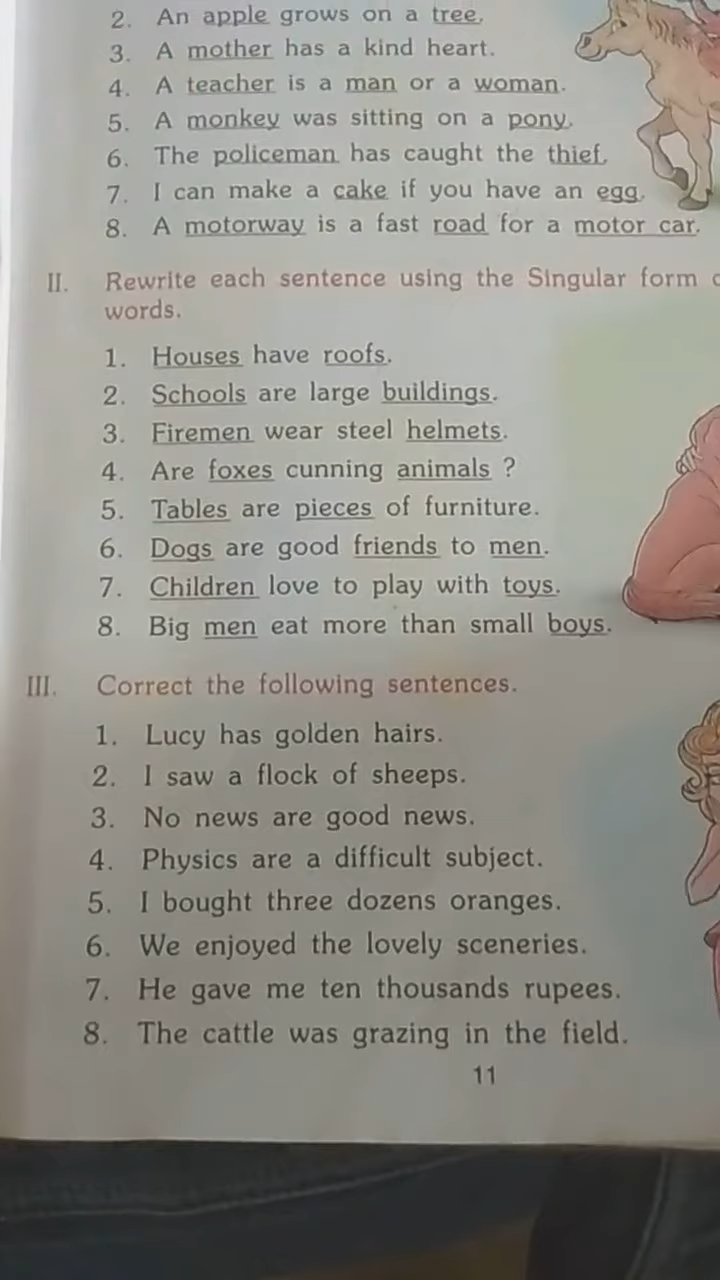 2. An apple grows on a tree.
3. A mother has a kind heart.
4. A teacher is a man or a woman.
5. A monkey was sitting on a pony.
6. The policeman has caught the thief.
7. I can make a cake if you have an egg.
8. A motorway is a fast road for a motor car.
II. Rewrite each sentence using the Singular form
words.
1. Houses have roofs.
2. Schools are large buildings.
3. Firemen wear steel helmets.
4. Are foxes cunning animals ?
5. Tables are pieces of furniture.
6. Dogs are good friends to men.
7. Children love to play with toys.
8. Big men eat more than small boys.
III. Correct the following sentences.
1. Lucy has golden hairs.
2. I saw a flock of sheeps.
3. No news are good news.
4. Physics are a difficult subject.
5. I bought three dozens oranges.
6. We enjoyed the lovely sceneries.
7. He gave me ten thousands rupees.
8. The cattle was grazing in the field.
11